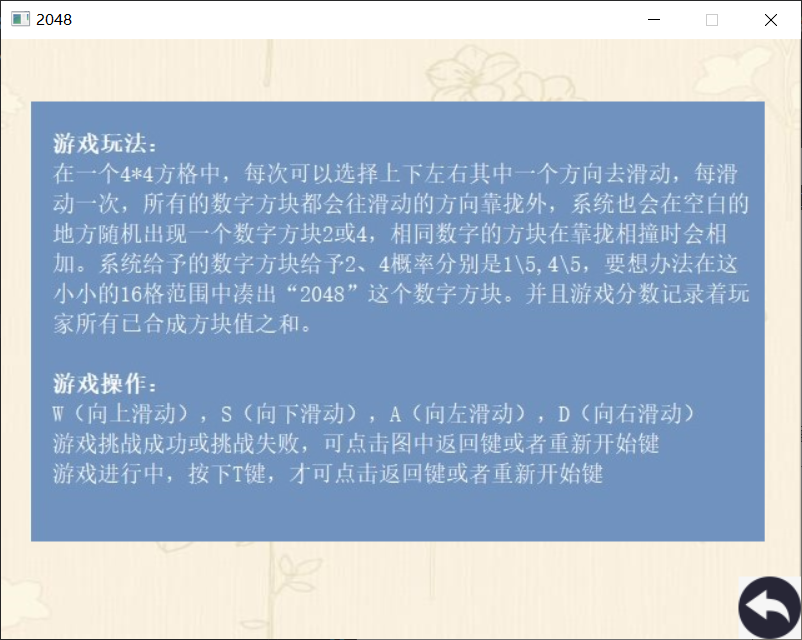 2048
游戏玩法：
在一个4*4方格中，每次可以选择上下左右其中一个方向去滑动，每滑
动一次，所有的数字方块都会往滑动的方向靠拢外，系统也会在空白的
地方随机出现一个数字方块2或4，相同数字的方块在靠拢相撞时会相
加。系统给予的数字方块给予2、4概率分别是1\5,4\5，要想办法在这
小小的16格范围中凑出“2048”这个数字方块。并且游戏分数记录着玩
家所有已合成方块值之和。
游戏操作：
W（向上滑动），S（向下滑动），A（向左滑动），D（向右滑动）
游戏挑战成功或挑战失败，可点击图中返回键或者重新开始键
游戏进行中，按下T键，才可点击返回键或者重新开始键